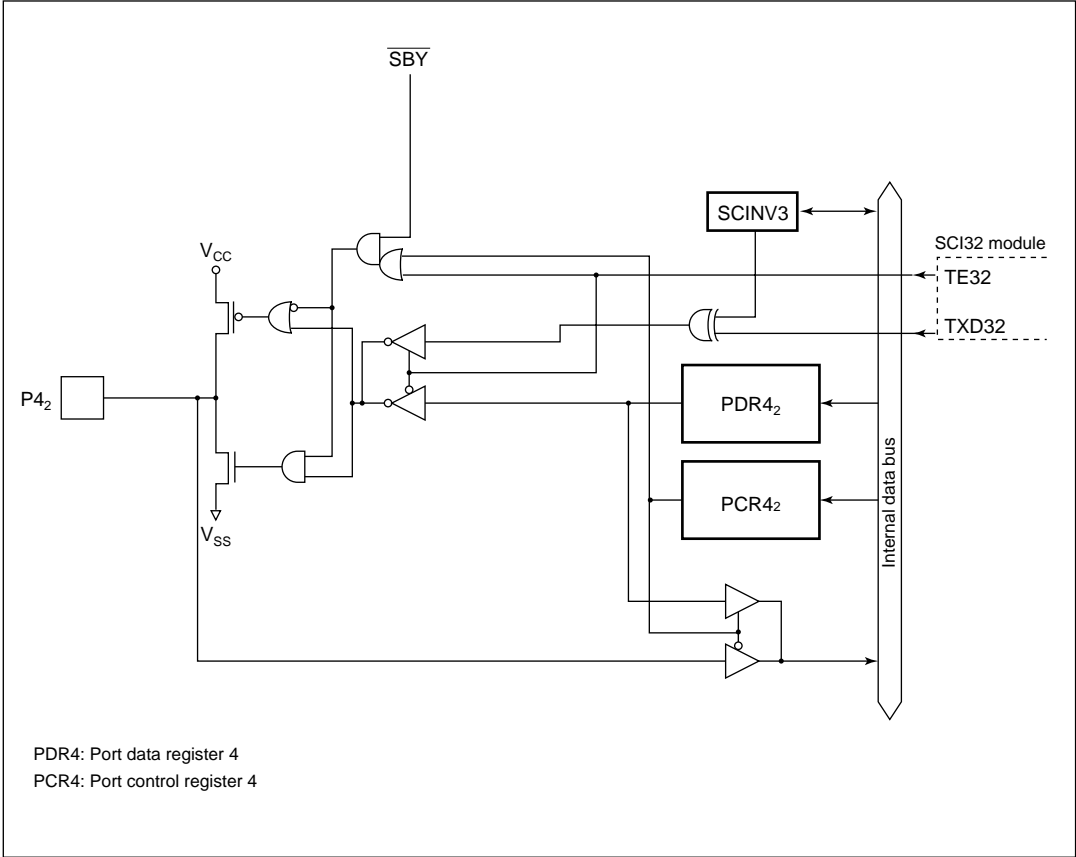 SBY
SCINV3
SCI32 module
VCC
TE32
TXD32
P42
PDR42
PCR42
Internal data bus
VSS
PDR4: Port data register 4
PCR4: Port control register 4